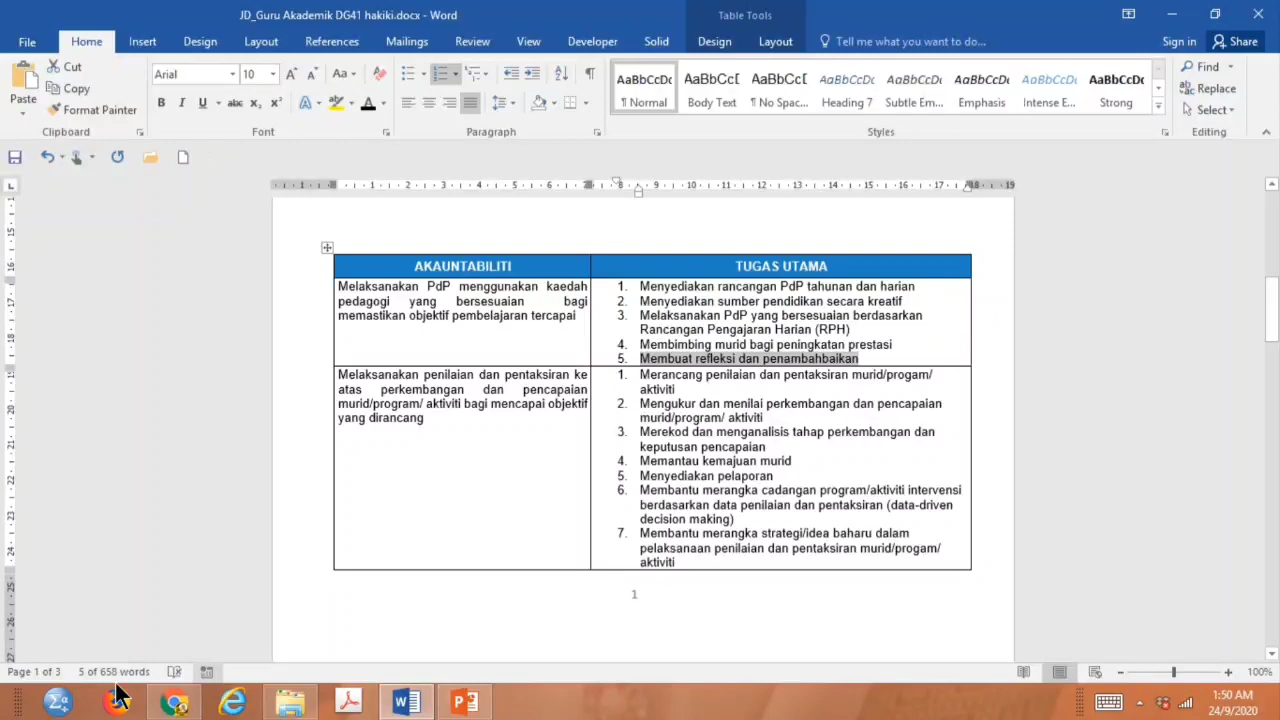 JD_Guru Akademik DG41 hakiki.docx - Word
Table Tools
File Home Insert Design Layout References Mailings Review View Developer Solid Design Layout Tell me what you want to do... Sign in Share
Paste
Cut
Copy
Format Painter
Clipboard
Arial 10
Font
Paragraph
AaBbCcDc AaBbCcD AaBbCcDc AaBbCcDc AaBbCcDc AaBbCcDc AaBbCcDc AaBbCcDc
¶ Normal Body Text ¶ No Spac... Heading 7 Subtle Em... Emphasis Intense E... Strong
Styles
Find
Replace
Select
Editing
AKAUNTABILITI
TUGAS UTAMA
Melaksanakan PdP menggunakan kaedah
pedagogi yang bersesuaian bagi
memastikan objektif pembelajaran tercapai
1. Menyediakan rancangan PdP tahunan dan harian
2. Menyediakan sumber pendidikan secara kreatif
3. Melaksanakan PdP yang bersesuaian berdasarkan
Rancangan Pengajaran Harian (RPH)
4. Membimbing murid bagi peningkatan prestasi
5. Membuat refleksi dan penambahbaikan
Melaksanakan penilaian dan pentaksiran ke
atas perkembangan dan pencapaian
murid/program/ aktiviti bagi mencapai objektif
yang dirancang
1. Merancang penilaian dan pentaksiran murid/progam/
aktiviti
2. Mengukur dan menilai perkembangan dan pencapaian
murid/program/ aktiviti
3. Merekod dan menganalisis tahap perkembangan dan
keputusan pencapaian
4. Memantau kemajuan murid
5. Menyediakan pelaporan
6. Membantu merangka cadangan program/aktiviti intervensi
berdasarkan data penilaian dan pentaksiran (data-driven
decision making)
7. Membantu merangka strategi/idea baharu dalam
pelaksanaan penilaian dan pentaksiran murid/progam/
aktiviti
1
Page 1 of 3 5 of 658 words
100%
1:50 AM
24/9/2020